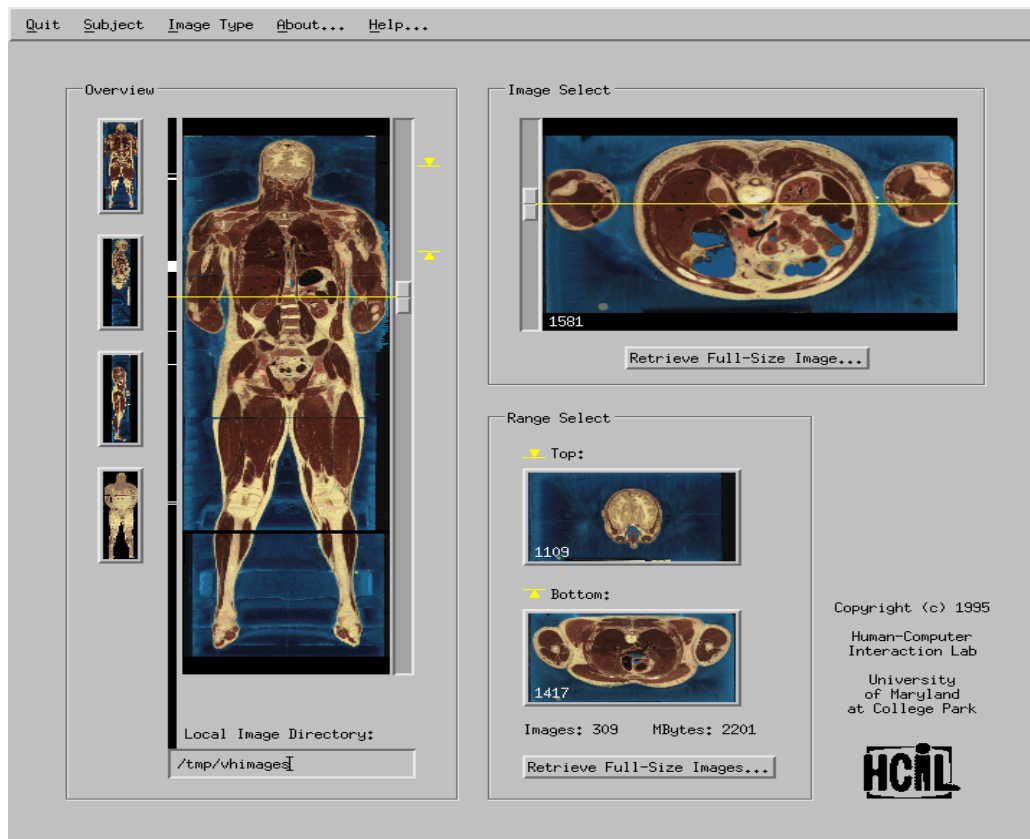 Quit Subject Image Type About... Help...
Overview
Image Select
1581
Retrieve Full-Size Image...
Range Select
Top:
1109
Bottom:
1417
Images: 309 MBytes: 2201
Retrieve Full-Size Images...
Local Image Directory:
/tmp/vhimages
Copyright (c) 1995
Human-Computer
Interaction Lab
University
of Maryland
at College Park
HCIL